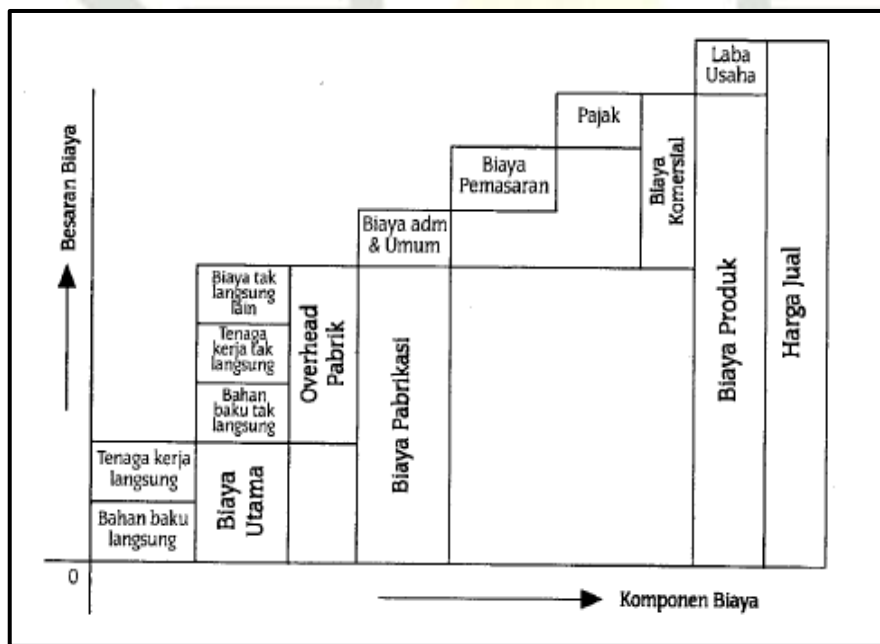 Laba
Usaha
Pajak
Biaya
Pemasaran
Biaya
Komersial
Biaya adm
& Umum
Biaya tak
langsung
lain
Tenaga
kerja tak
langsung
Bahan
baku tak
langsung
Overhead
Pabrik
Tenaga kerja
langsung
Bahan baku
langsung
Biaya
Utama
Biaya Pabrikasi
Biaya Produk
Harga Jual
Besaran Biaya
0
Komponen Biaya